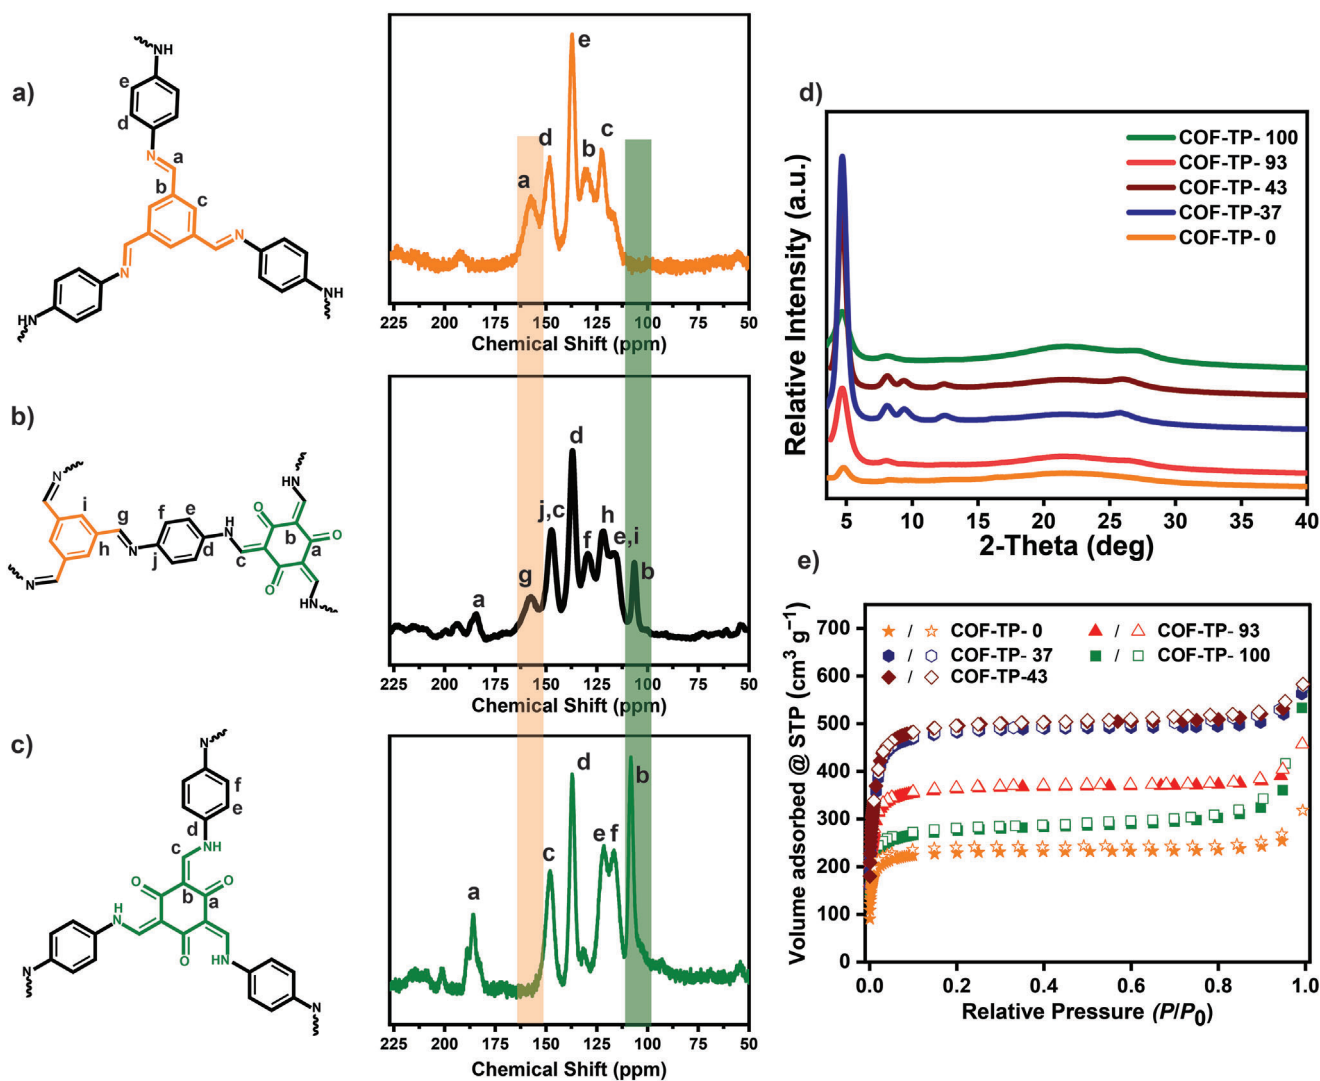 a)
NH
e
d
N
a
b
c
N
N
HN
NH
e
d
b
c
a
225 200 175 150 125 100 75 50
Chemical Shift (ppm)
b)
N
i
g
f
e
H
N
HN
O
b
O
a
h
N
j
d
c
O
N
HN
d
j,c
h
f
e,i
g
b
a
225 200 175 150 125 100 75 50
Chemical Shift (ppm)
c)
N
f
e
d
c
NH
O
b
O
a
H
N
O
HN
N
N
d
b
e f
c
a
225 200 175 150 125 100 75 50
Chemical Shift (ppm)
d)
Relative Intensity (a.u.)
COF-TP- 100
COF-TP- 93
COF-TP- 43
COF-TP-37
COF-TP- 0
5 10 15 20 25 30 35 40
2-Theta (deg)
e)
Volume adsorbed @ STP (cm³ g⁻¹)
700
600
500
400
300
200
100
0
/ COF-TP- 0
/ COF-TP- 93
/ COF-TP- 37
/ COF-TP- 100
/ COF-TP-43
0.0 0.2 0.4 0.6 0.8 1.0
Relative Pressure (P/P0)